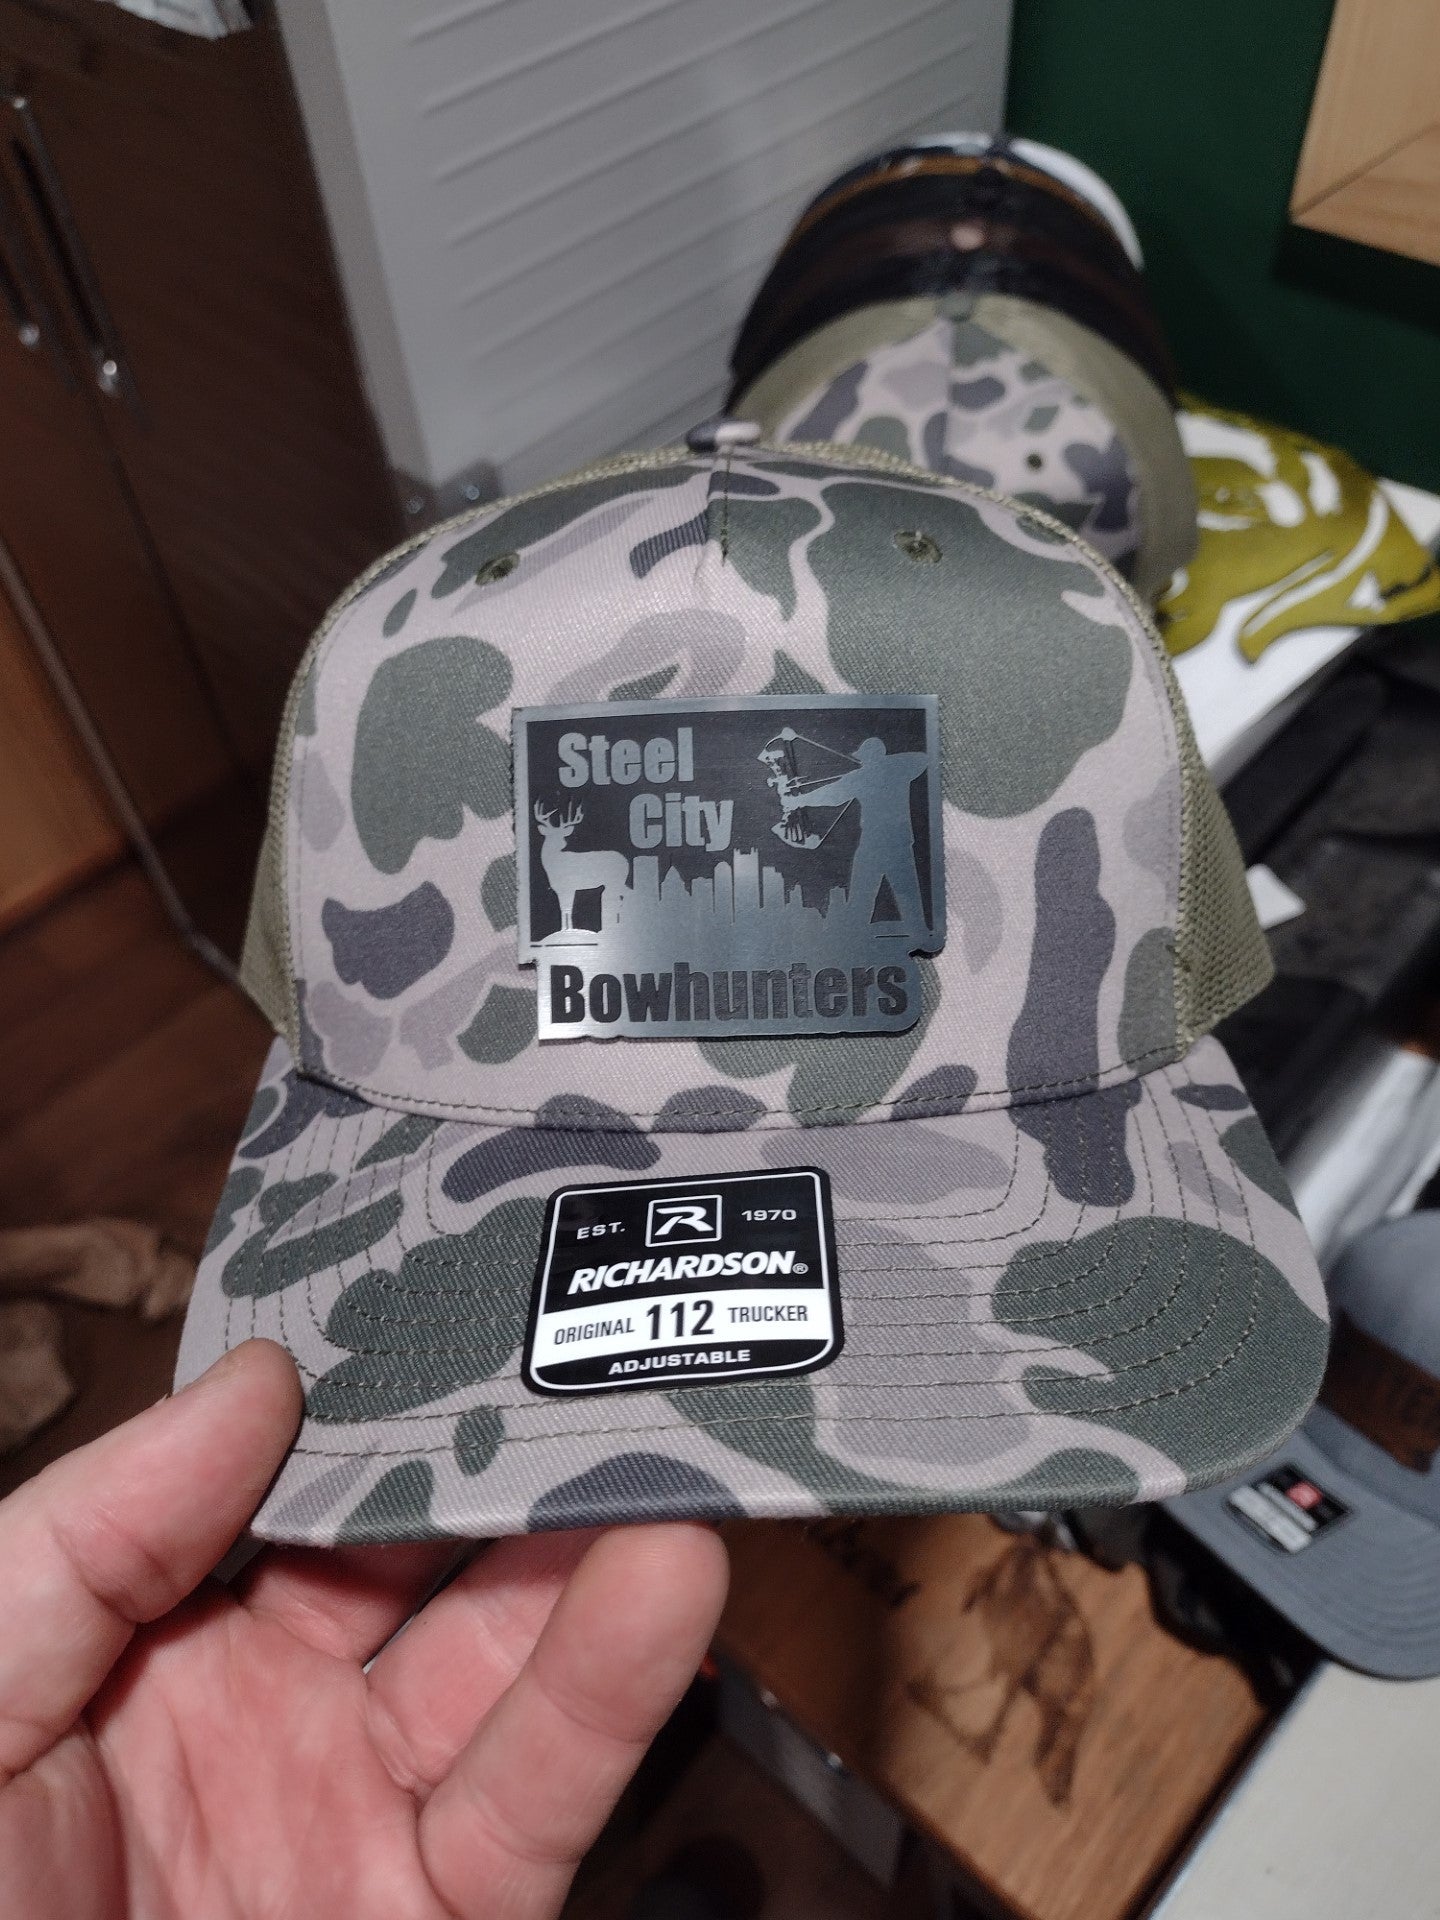 Steel
City
Bowhunters
EST. R 1970
RICHARDSON®
ORIGINAL 112 TRUCKER
ADJUSTABLE